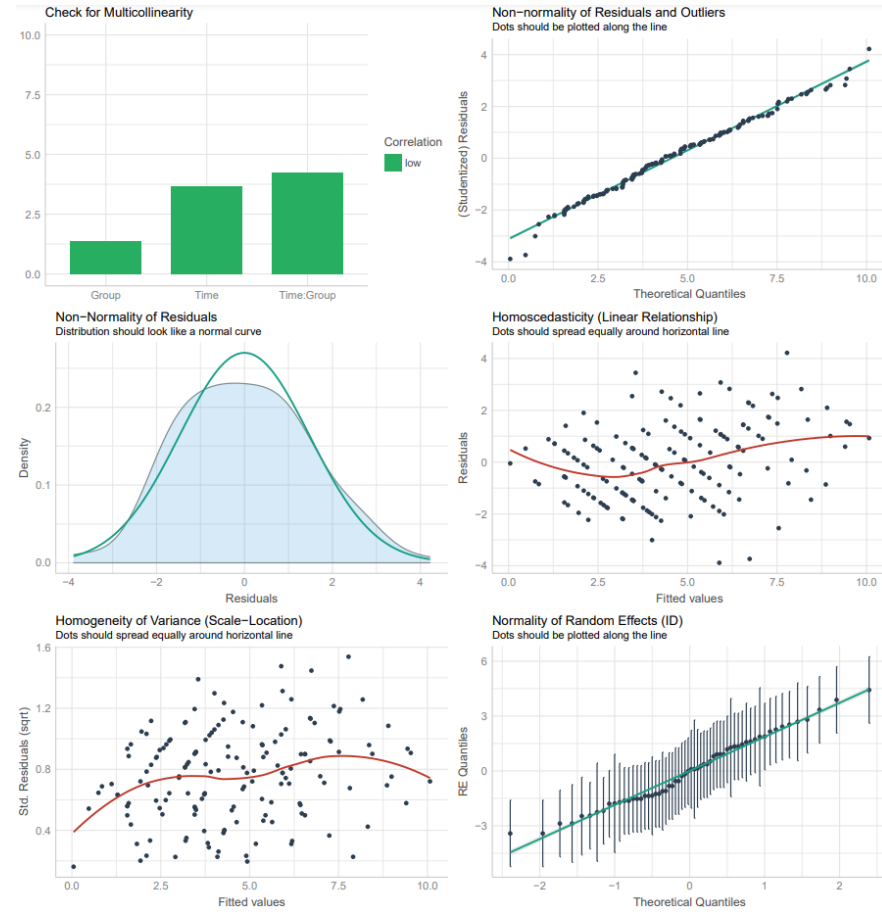 Check for Multicollinearity
10.0
7.5
5.0
2.5
0.0
Group Time Time:Group
Correlation
low
Non−normality of Residuals and Outliers
Dots should be plotted along the line
(Studentized) Residuals
4
2
0
−2
−4
0.0 2.5 5.0 7.5 10.0
Theoretical Quantiles
Non−Normality of Residuals
Distribution should look like a normal curve
Density
0.2
0.1
0.0
−4 −2 0 2 4
Residuals
Homoscedasticity (Linear Relationship)
Dots should spread equally around horizontal line
Residuals
4
2
0
−2
−4
0.0 2.5 5.0 7.5 10.0
Fitted values
Homogeneity of Variance (Scale−Location)
Dots should spread equally around horizontal line
Std. Residuals (sqrt)
1.6
1.2
0.8
0.4
0.0 2.5 5.0 7.5 10.0
Fitted values
Normality of Random Effects (ID)
Dots should be plotted along the line
RE Quantiles
6
3
0
−3
−2 −1 0 1 2
Theoretical Quantiles